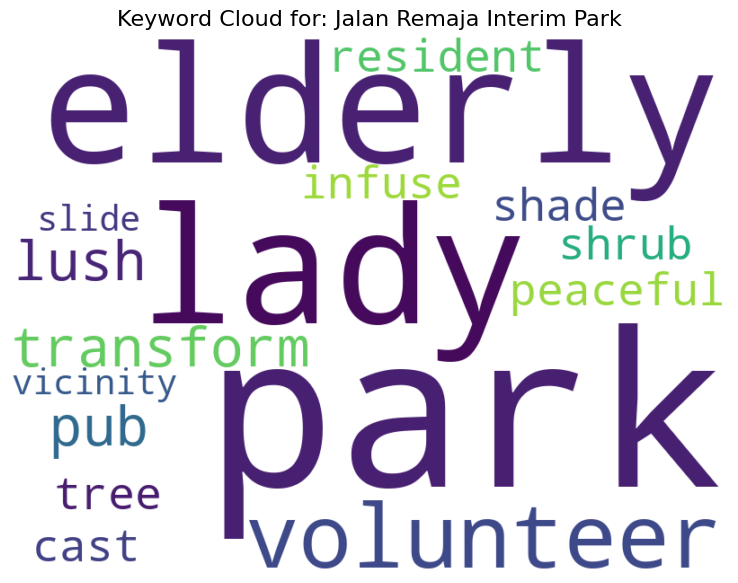 Keyword Cloud for: Jalan Remaja Interim Park
resident
elderly
infuse
slide
shade
lady
lush
shrub
peaceful
transform
vicinity
park
pub
tree
volunteer
cast